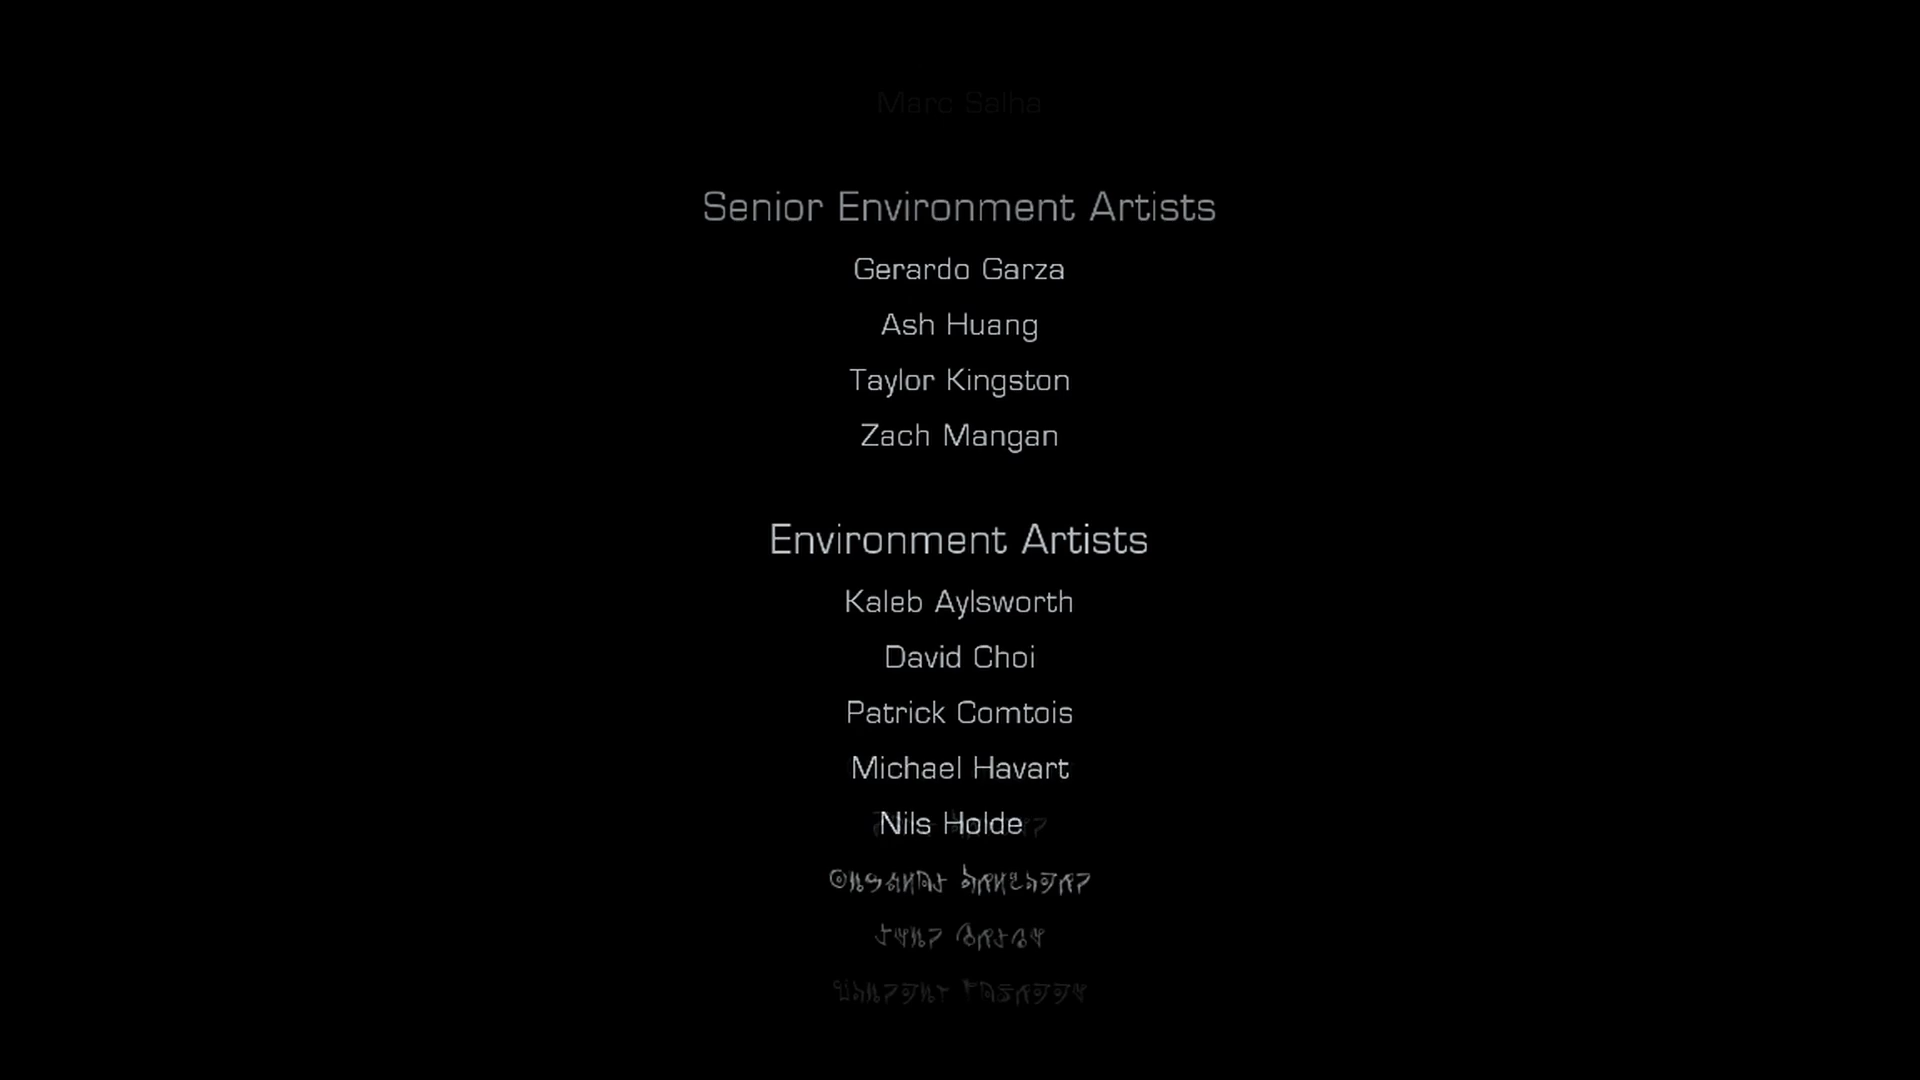 Marc Salha
Senior Environment Artists
Gerardo Garza
Ash Huang
Taylor Kingston
Zach Mangan
Environment Artists
Kaleb Aylsworth
David Choi
Patrick Comtois
Michael Havart
Nils Holde